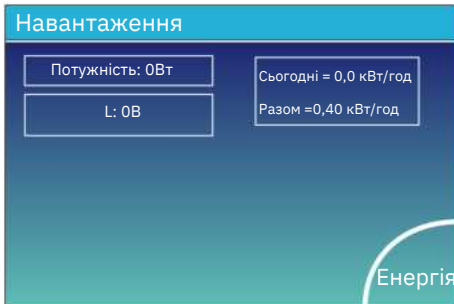 Навантаження
Потужність: 0Вт
L: 0В
Сьогодні = 0,0 кВт/год
Разом =0,40 кВт/год
Енергія